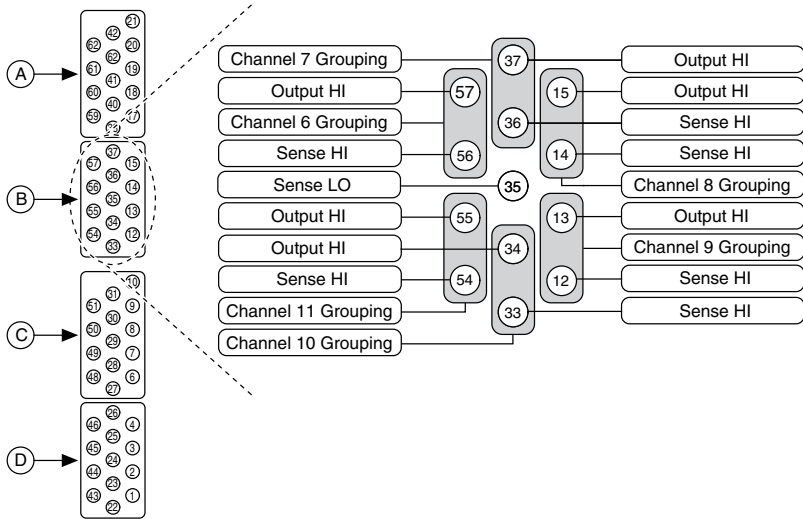 A
21
42
62 20
62
61 19
41
60 18
40
59 17
39
B
37
57 15
36
56 14
35
55 13
34
54 12
33
C
10
31
51 9
30
50 8
29
49 7
28
48 6
27
D
26
46 4
25
45 3
24
44 2
23
43 1
22
Channel 7 Grouping 37 Output HI
Output HI 57 15 Output HI
Channel 6 Grouping 36 Sense HI
Sense HI 56 14 Sense HI
Sense LO 35 Channel 8 Grouping
Output HI 55 13 Output HI
Output HI 34 Channel 9 Grouping
Sense HI 54 12 Sense HI
Channel 11 Grouping 33 Sense HI
Channel 10 Grouping